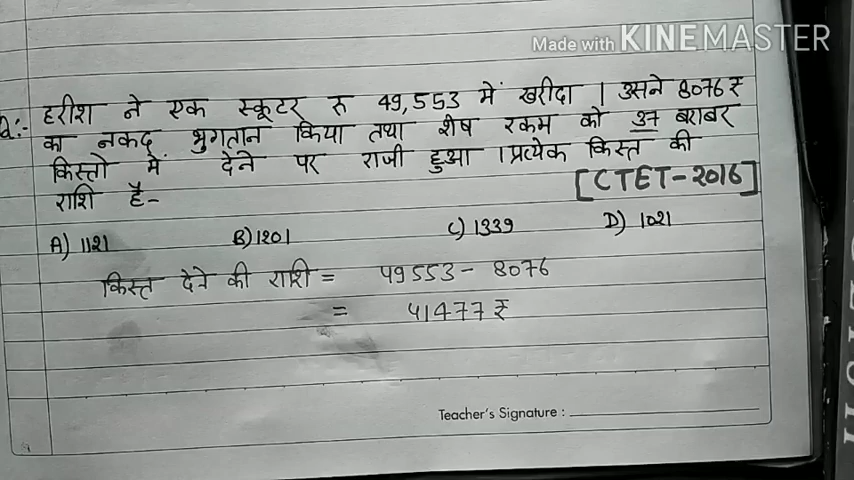 Made with KINEMASTER
Q:- हरीश ने एक स्कूटर रु 49,553 में खरीदा । उसने 8076 ₹
का नकद भुगतान किया तथा शेष रकम को 37 बराबर
किस्तो में देने पर राजी हुआ । प्रत्येक किस्त की
राशि है- [CTET-2016]
A) 1121 B) 1201 C) 1339 D) 1021
किस्त देने की राशि = 49553 - 8076
= 41477 ₹
Teacher's Signature :